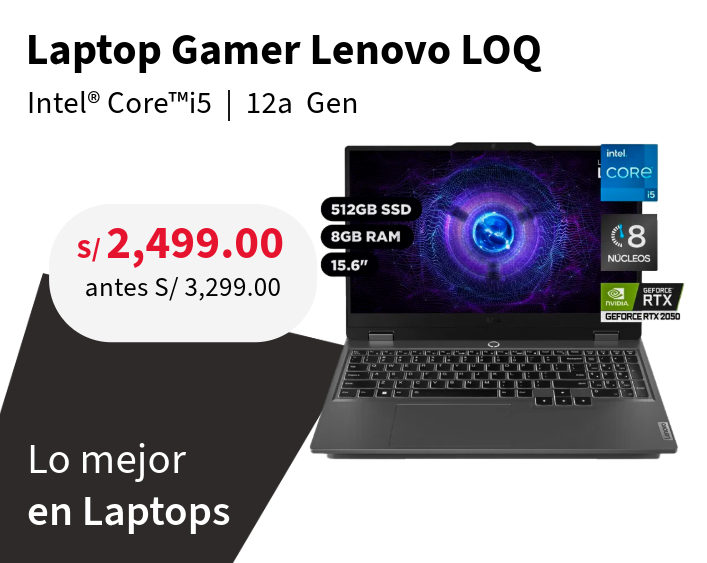 Laptop Gamer Lenovo LOQ
Intel® Core™i5 | 12a Gen
intel.
CORE
i5
512GB SSD
8GB RAM
15.6"
8
NÚCLEOS
S/ 2,499.00
antes S/ 3,299.00
NVIDIA
GEFORCE
RTX
GEFORCE RTX 2050
Lenovo
Lo mejor
en Laptops